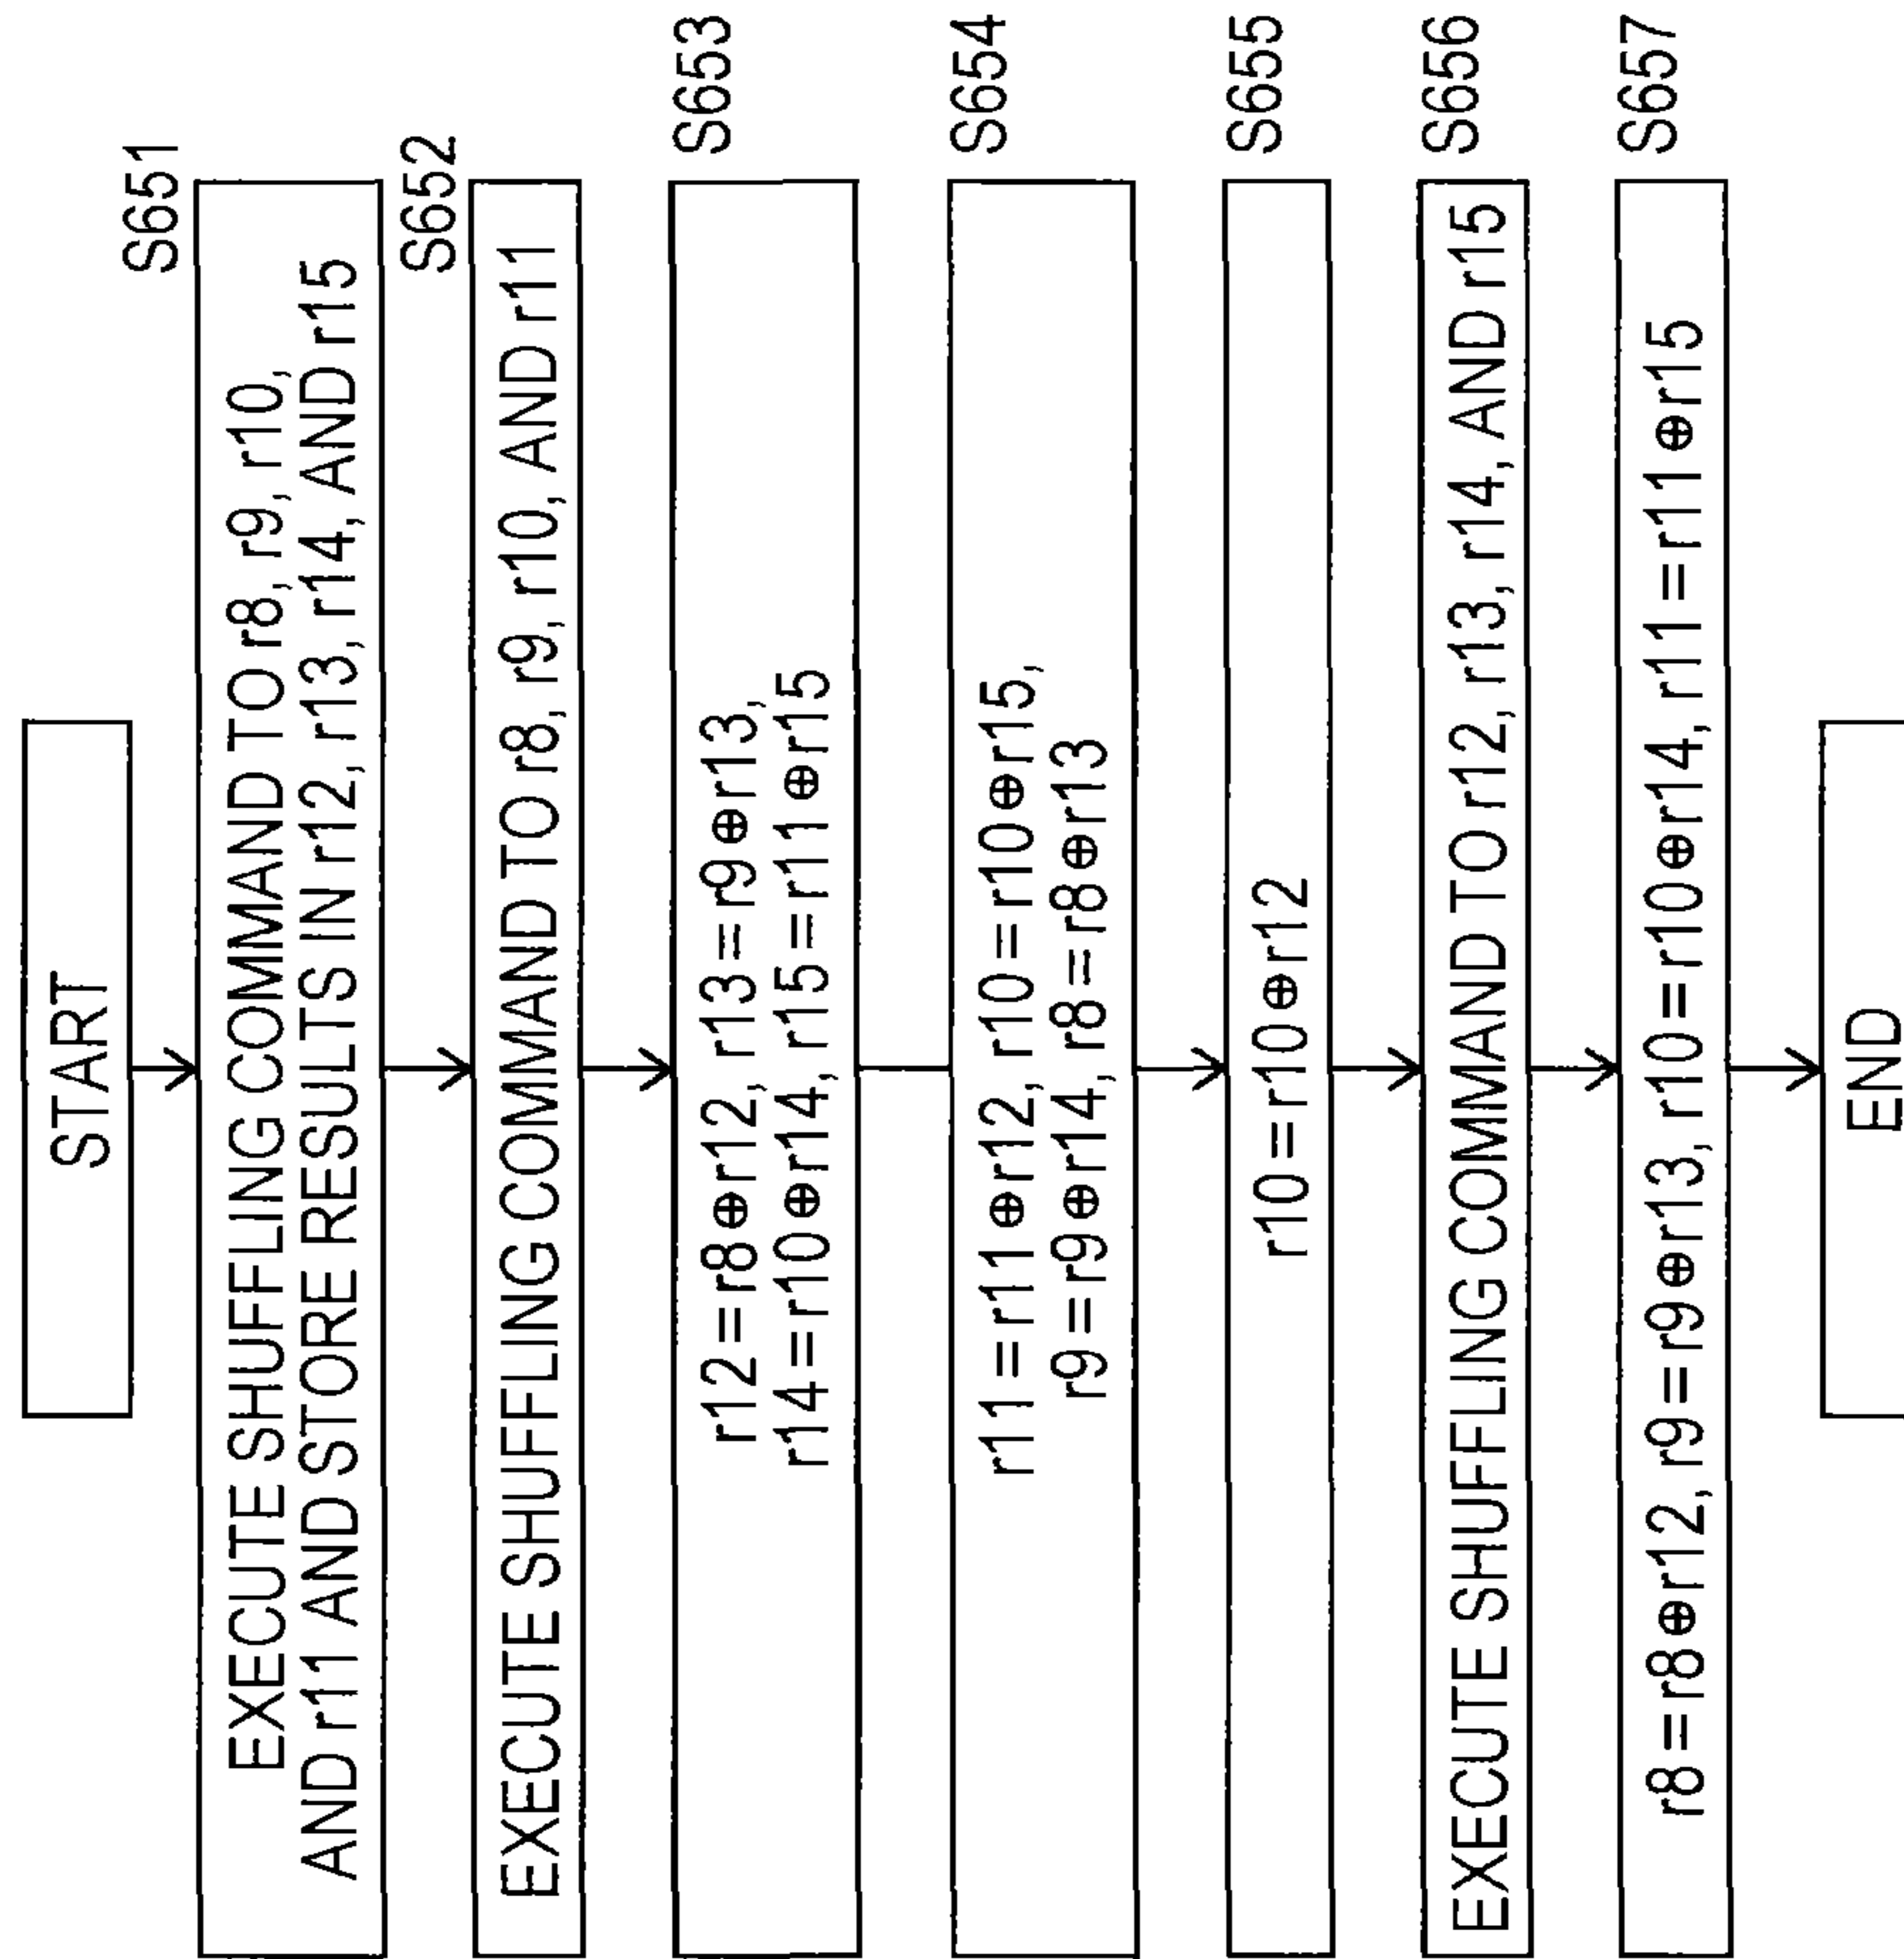 START
S651
EXECUTE SHUFFLING COMMAND TO r8, r9, r10,
AND r11 AND STORE RESULTS IN r12, r13, r14, AND r15
S652
EXECUTE SHUFFLING COMMAND TO r8, r9, r10, AND r11
S653
r12=r8⊕r12, r13=r9⊕r13,
r14=r10⊕r14, r15=r11⊕r15
S654
r11=r11⊕r12, r10=r10⊕r15,
r9=r9⊕r14, r8=r8⊕r13
S655
r10=r10⊕r12
S656
EXECUTE SHUFFLING COMMAND TO r12, r13, r14, AND r15
S657
r8=r8⊕r12, r9=r9⊕r13, r10=r10⊕r14, r11=r11⊕r15
END